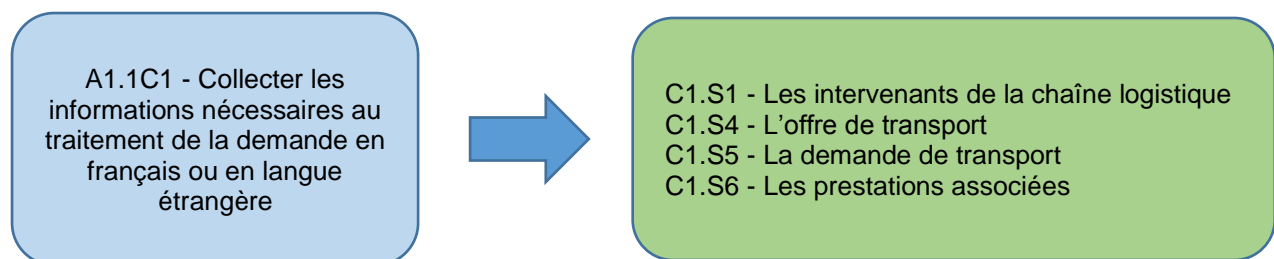 A1.1C1 - Collecter les
informations nécessaires au
traitement de la demande en
français ou en langue
étrangère
C1.S1 - Les intervenants de la chaîne logistique
C1.S4 - L’offre de transport
C1.S5 - La demande de transport
C1.S6 - Les prestations associées